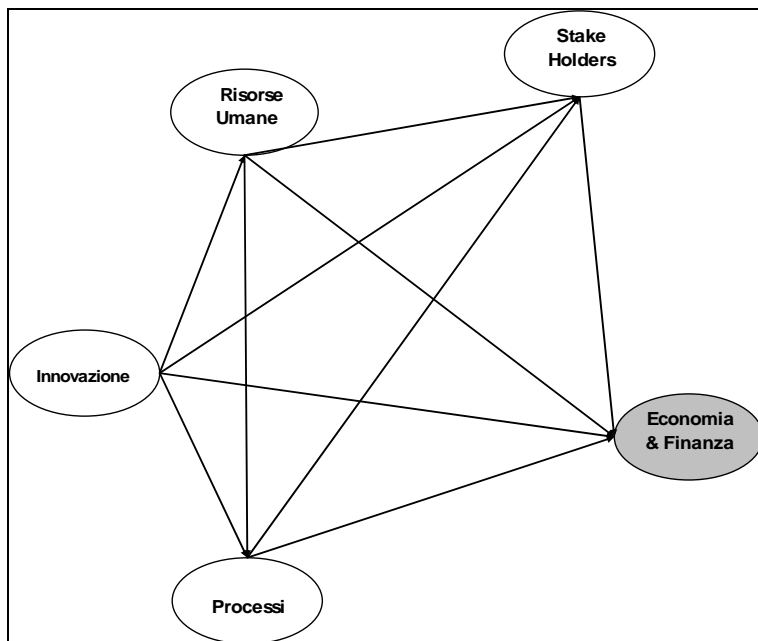 Stake
Holders
Risorse
Umane
Innovazione
Economia
& Finanza
Processi